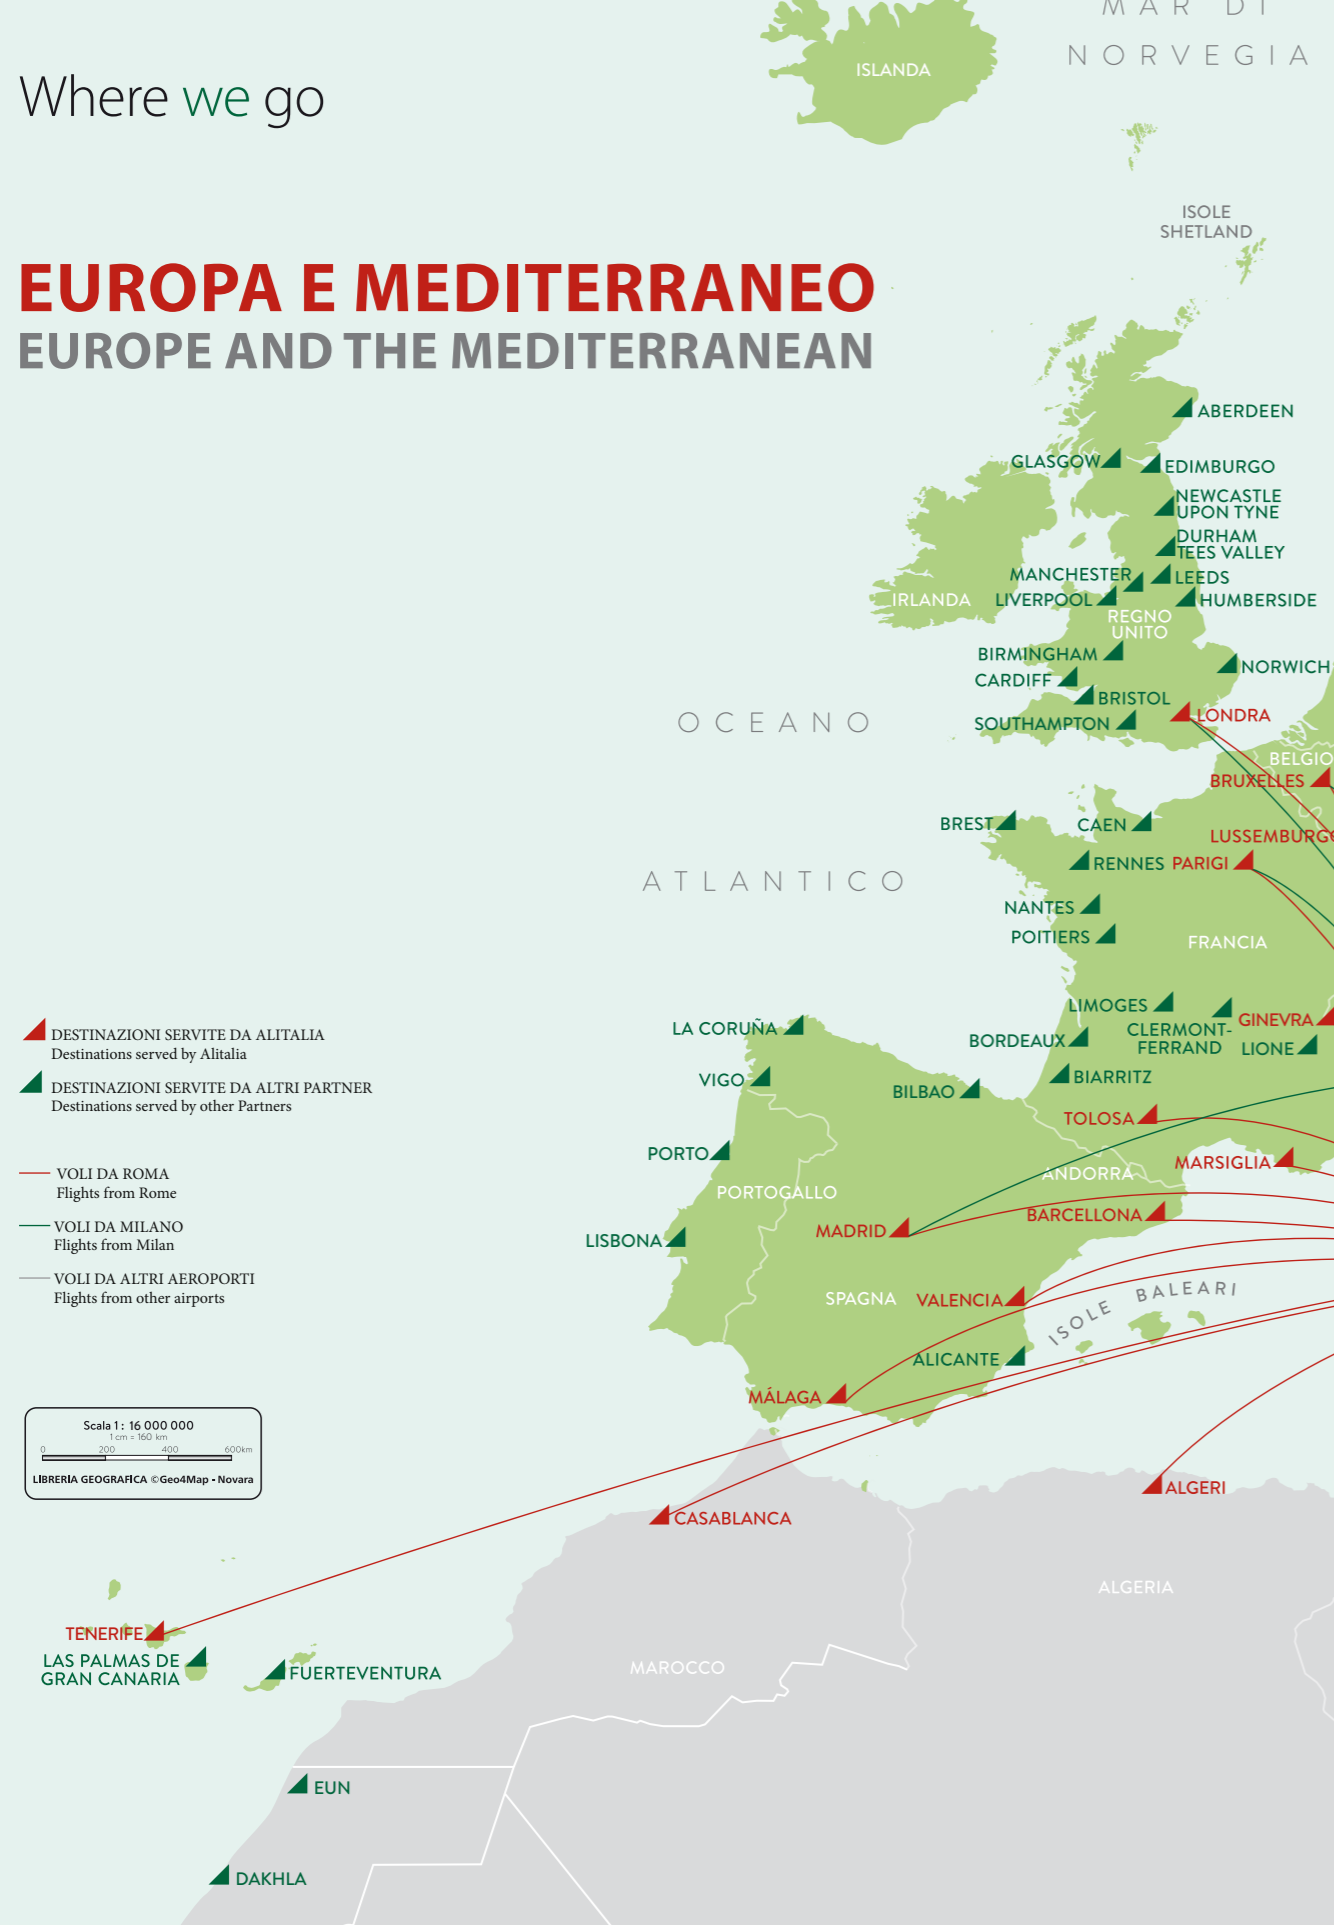 MAR DI
NORVEGIA
ISLANDA
Where we go
ISOLE
SHETLAND
EUROPA E MEDITERRANEO
EUROPE AND THE MEDITERRANEAN
ABERDEEN
GLASGOW
EDIMBURGO
NEWCASTLE
UPON TYNE
DURHAM
TEES VALLEY
MANCHESTER
LEEDS
IRLANDA
LIVERPOOL
HUMBERSIDE
REGNO
UNITO
BIRMINGHAM
NORWICH
CARDIFF
BRISTOL
OCEANO
SOUTHAMPTON
LONDRA
BELGIO
BRUXELLES
BREST
CAEN
LUSSEMBURGO
RENNES
PARIGI
ATLANTICO
NANTES
POITIERS
FRANCIA
LIMOGES
GINEVRA
CLERMONT-
FERRAND
LIONE
LA CORUÑA
BORDEAUX
VIGO
BILBAO
BIARRITZ
TOLOSA
PORTO
MARSIGLIA
ANDORRA
PORTOGALLO
BARCELLONA
MADRID
LISBONA
SPAGNA
VALENCIA
ISOLE BALEARI
ALICANTE
MÁLAGA
DESTINAZIONI SERVITE DA ALITALIA
Destinations served by Alitalia
DESTINAZIONI SERVITE DA ALTRI PARTNER
Destinations served by other Partners
VOLI DA ROMA
Flights from Rome
VOLI DA MILANO
Flights from Milan
VOLI DA ALTRI AEROPORTI
Flights from other airports
Scala 1 : 16 000 000
1 cm = 160 km
0 200 400 600km
LIBRERIA GEOGRAFICA ©Geo4Map - Novara
ALGERI
CASABLANCA
ALGERIA
TENERIFE
LAS PALMAS DE
GRAN CANARIA
FUERTEVENTURA
MAROCCO
EUN
DAKHLA